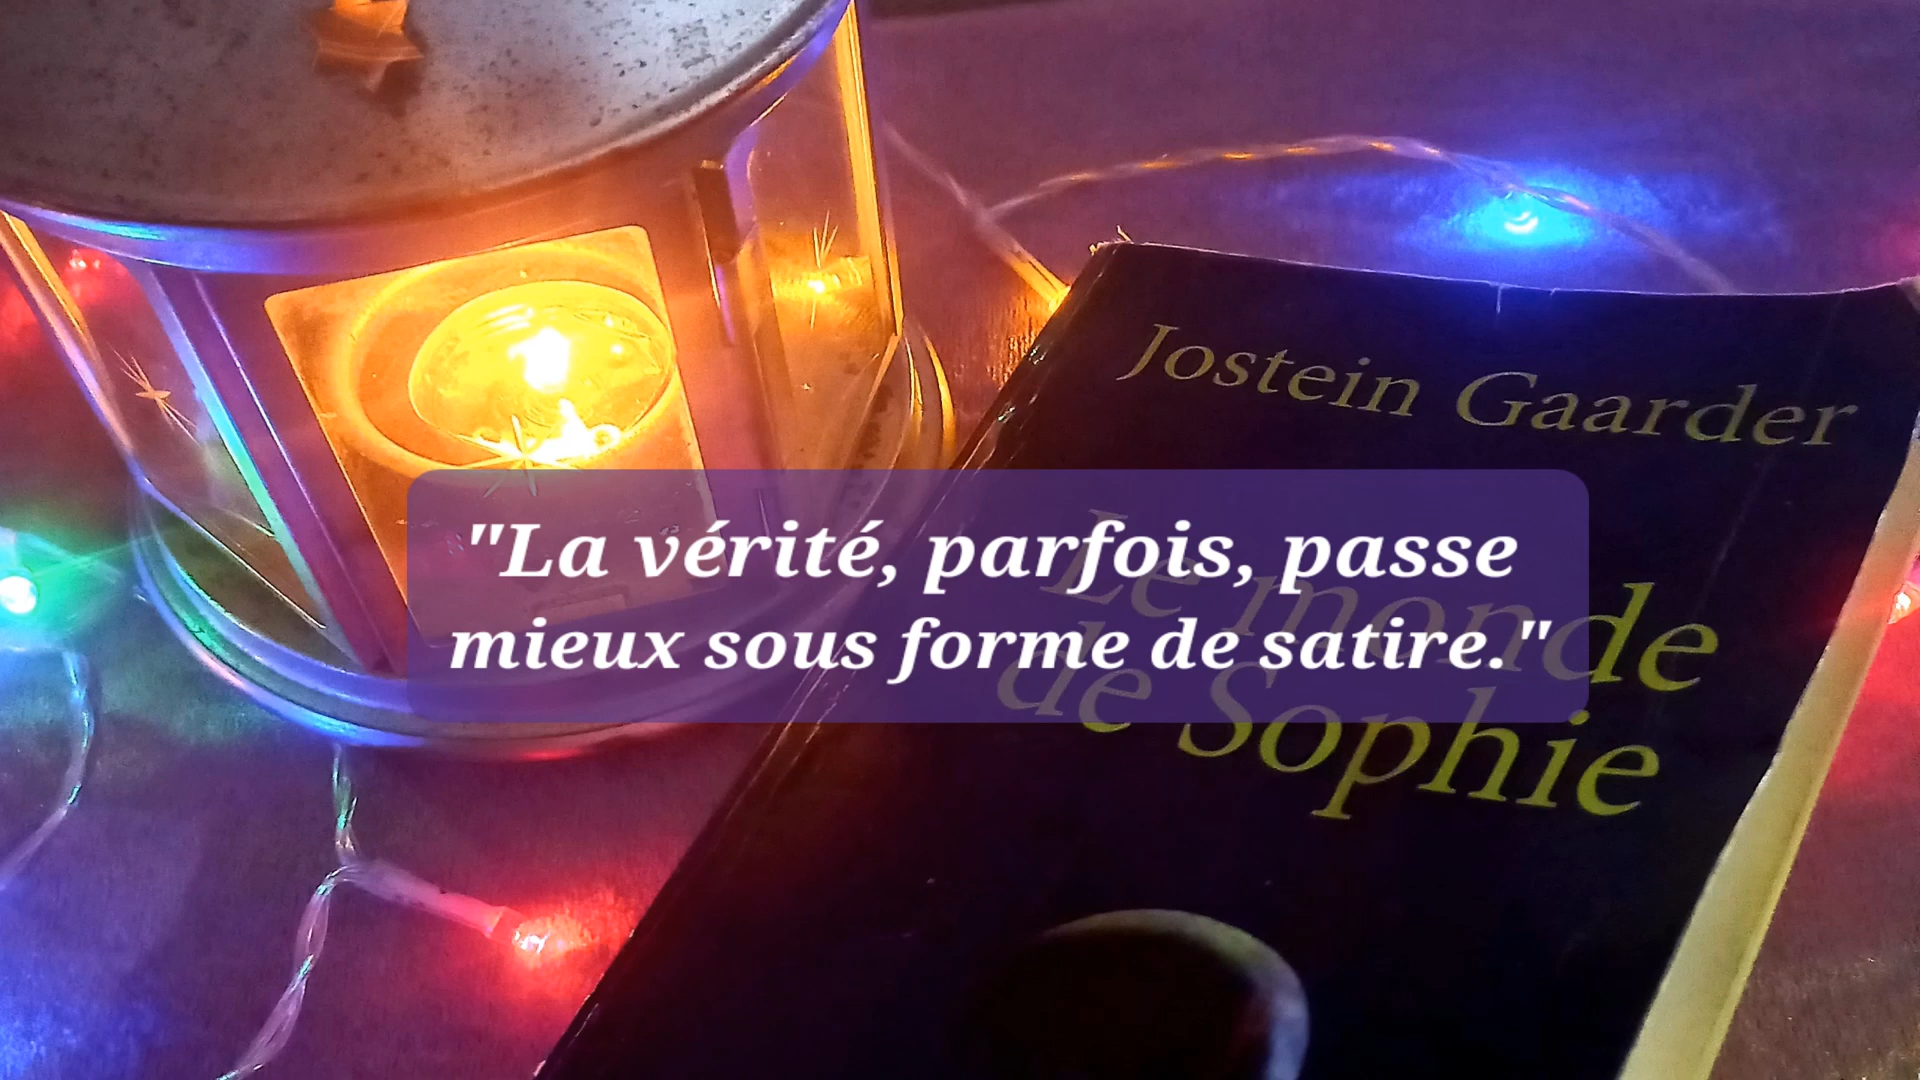 Jostein Gaarder
"La vérité, parfois, passe
mieux sous forme de satire."
Le monde
de Sophie